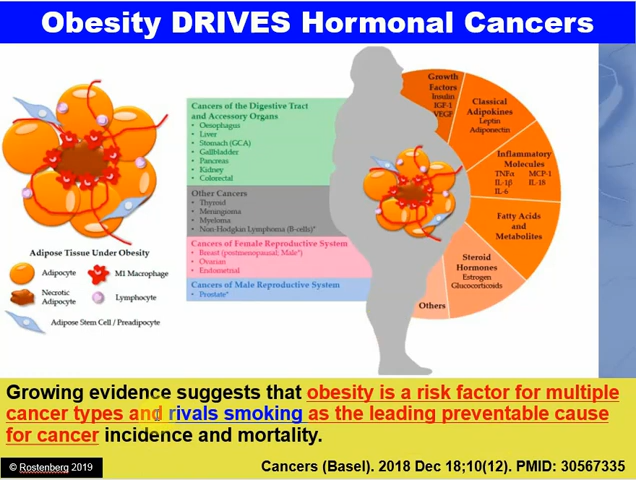 Obesity DRIVES Hormonal Cancers
Cancers of the Digestive Tract
and Accessory Organs
• Oesophagus
• Liver
• Stomach (GCA)
• Gallbladder
• Pancreas
• Kidney
• Colorectal
Other Cancers
• Thyroid
• Meningioma
• Myeloma
• Non-Hodgkin Lymphoma (B-cells)*
Cancers of Female Reproductive System
• Breast (postmenopausal; Male*)
• Ovarian
• Endometrial
Cancers of Male Reproductive System
• Prostate*
Growth
Factors
Insulin
IGF-1
VEGF
Classical
Adipokines
Leptin
Adiponectin
Inflammatory
Molecules
TNFα MCP-1
IL-1β IL-18
IL-6
Fatty Acids
and
Metabolites
Steroid
Hormones
Estrogen
Glucocorticoids
Others
Adipose Tissue Under Obesity
Adipocyte
M1 Macrophage
Necrotic
Adipocyte
Lymphocyte
Adipose Stem Cell / Preadipocyte
Growing evidence suggests that obesity is a risk factor for multiple
cancer types and rivals smoking as the leading preventable cause
for cancer incidence and mortality.
© Rostenberg 2019
Cancers (Basel). 2018 Dec 18;10(12). PMID: 30567335